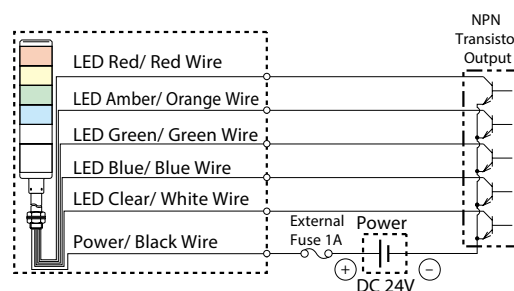 NPN
Transisto
Output
LED Red/ Red Wire
LED Amber/ Orange Wire
LED Green/ Green Wire
LED Blue/ Blue Wire
LED Clear/ White Wire
Power/ Black Wire
External
Fuse 1A
Power
+
−
DC 24V